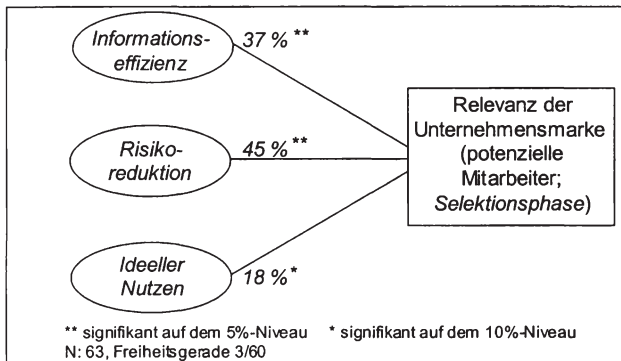 Informations-
effizienz
37 % **
Risiko-
reduktion
45 % **
Ideeller
Nutzen
18 % *
Relevanz der
Unternehmensmarke
(potenzielle
Mitarbeiter;
Selektionsphase)
** signifikant auf dem 5%-Niveau * signifikant auf dem 10%-Niveau
N: 63, Freiheitsgerade 3/60